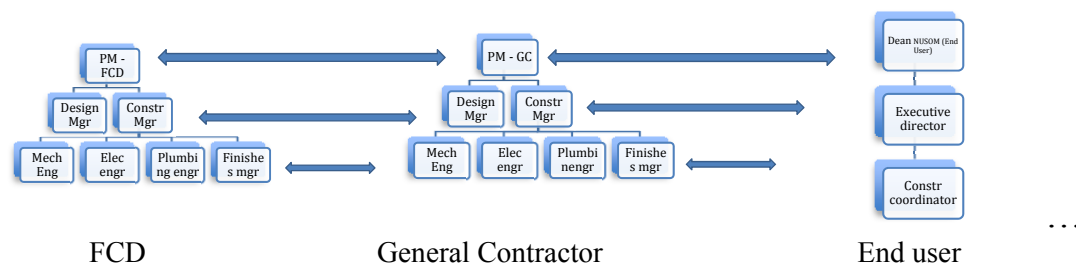 PM -
FCD
Design
Mgr
Constr
Mgr
Mech
Eng
Elec
engr
Plumbi
ng engr
Finishe
s mgr
FCD
PM - GC
Design
Mgr
Constr
Mgr
Mech
Eng
Elec
engr
Plumbi
nengr
Finishe
s mgr
General Contractor
Dean NUSOM (End
User)
Executive
director
Constr
coordinator
End user
…